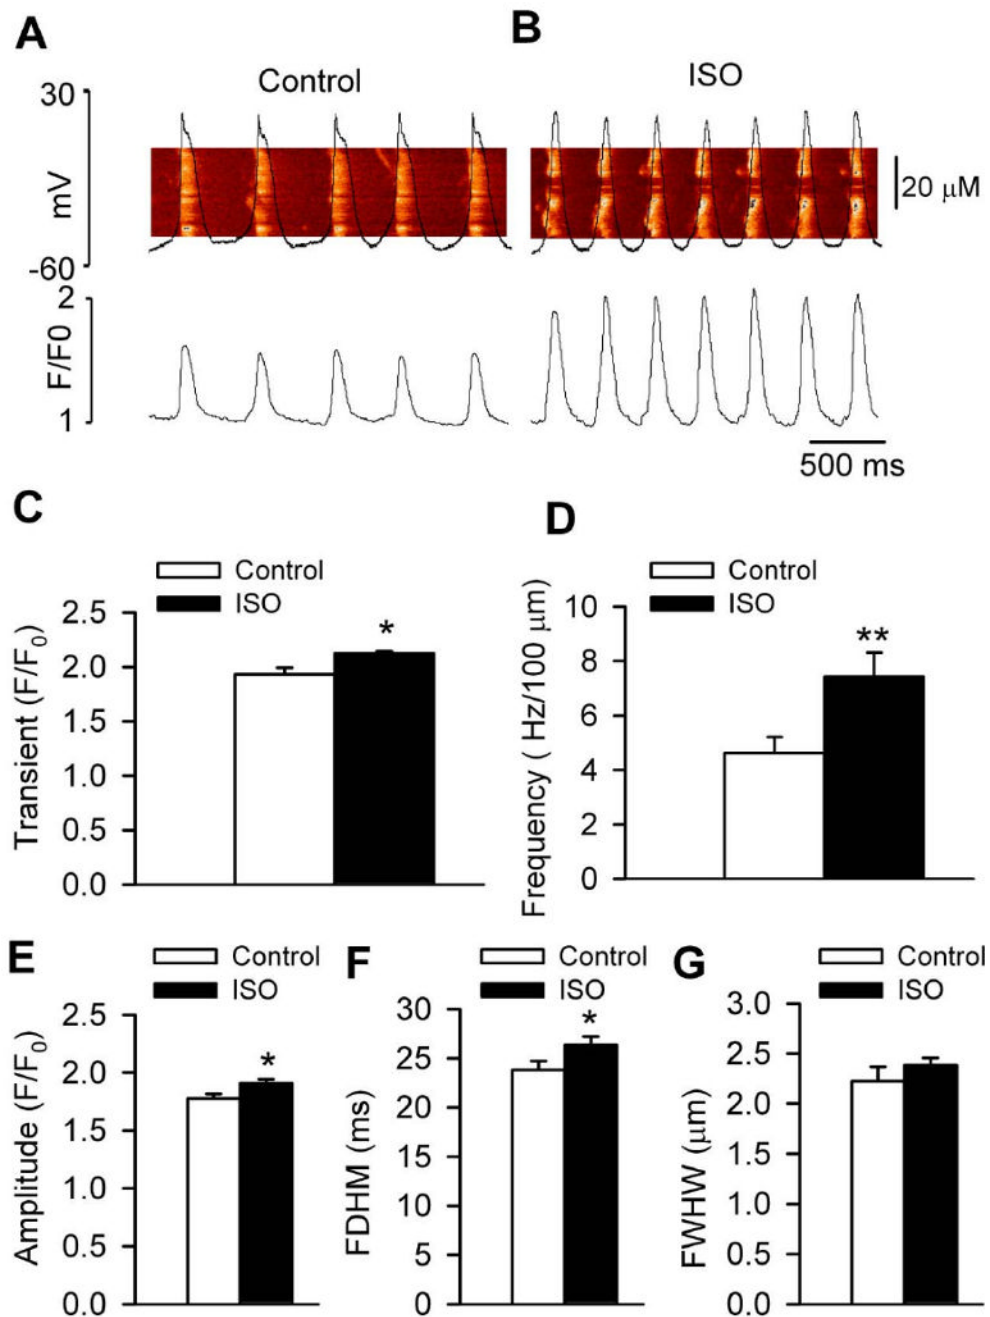 A
B
Control
ISO
30
mV
-60
20 μM
2
F/F0
1
500 ms
C
Control
ISO
Transient (F/F0)
2.5
2.0
1.5
1.0
0.5
0.0
*
D
Control
ISO
Frequency ( Hz/100 μm)
10
8
6
4
2
0
**
E
Control
ISO
Amplitude (F/F0)
2.5
2.0
1.5
1.0
0.5
0.0
*
F
Control
ISO
FDHM (ms)
30
25
20
15
10
5
0
*
G
Control
ISO
FWHW (μm)
3.0
2.5
2.0
1.5
1.0
0.5
0.0